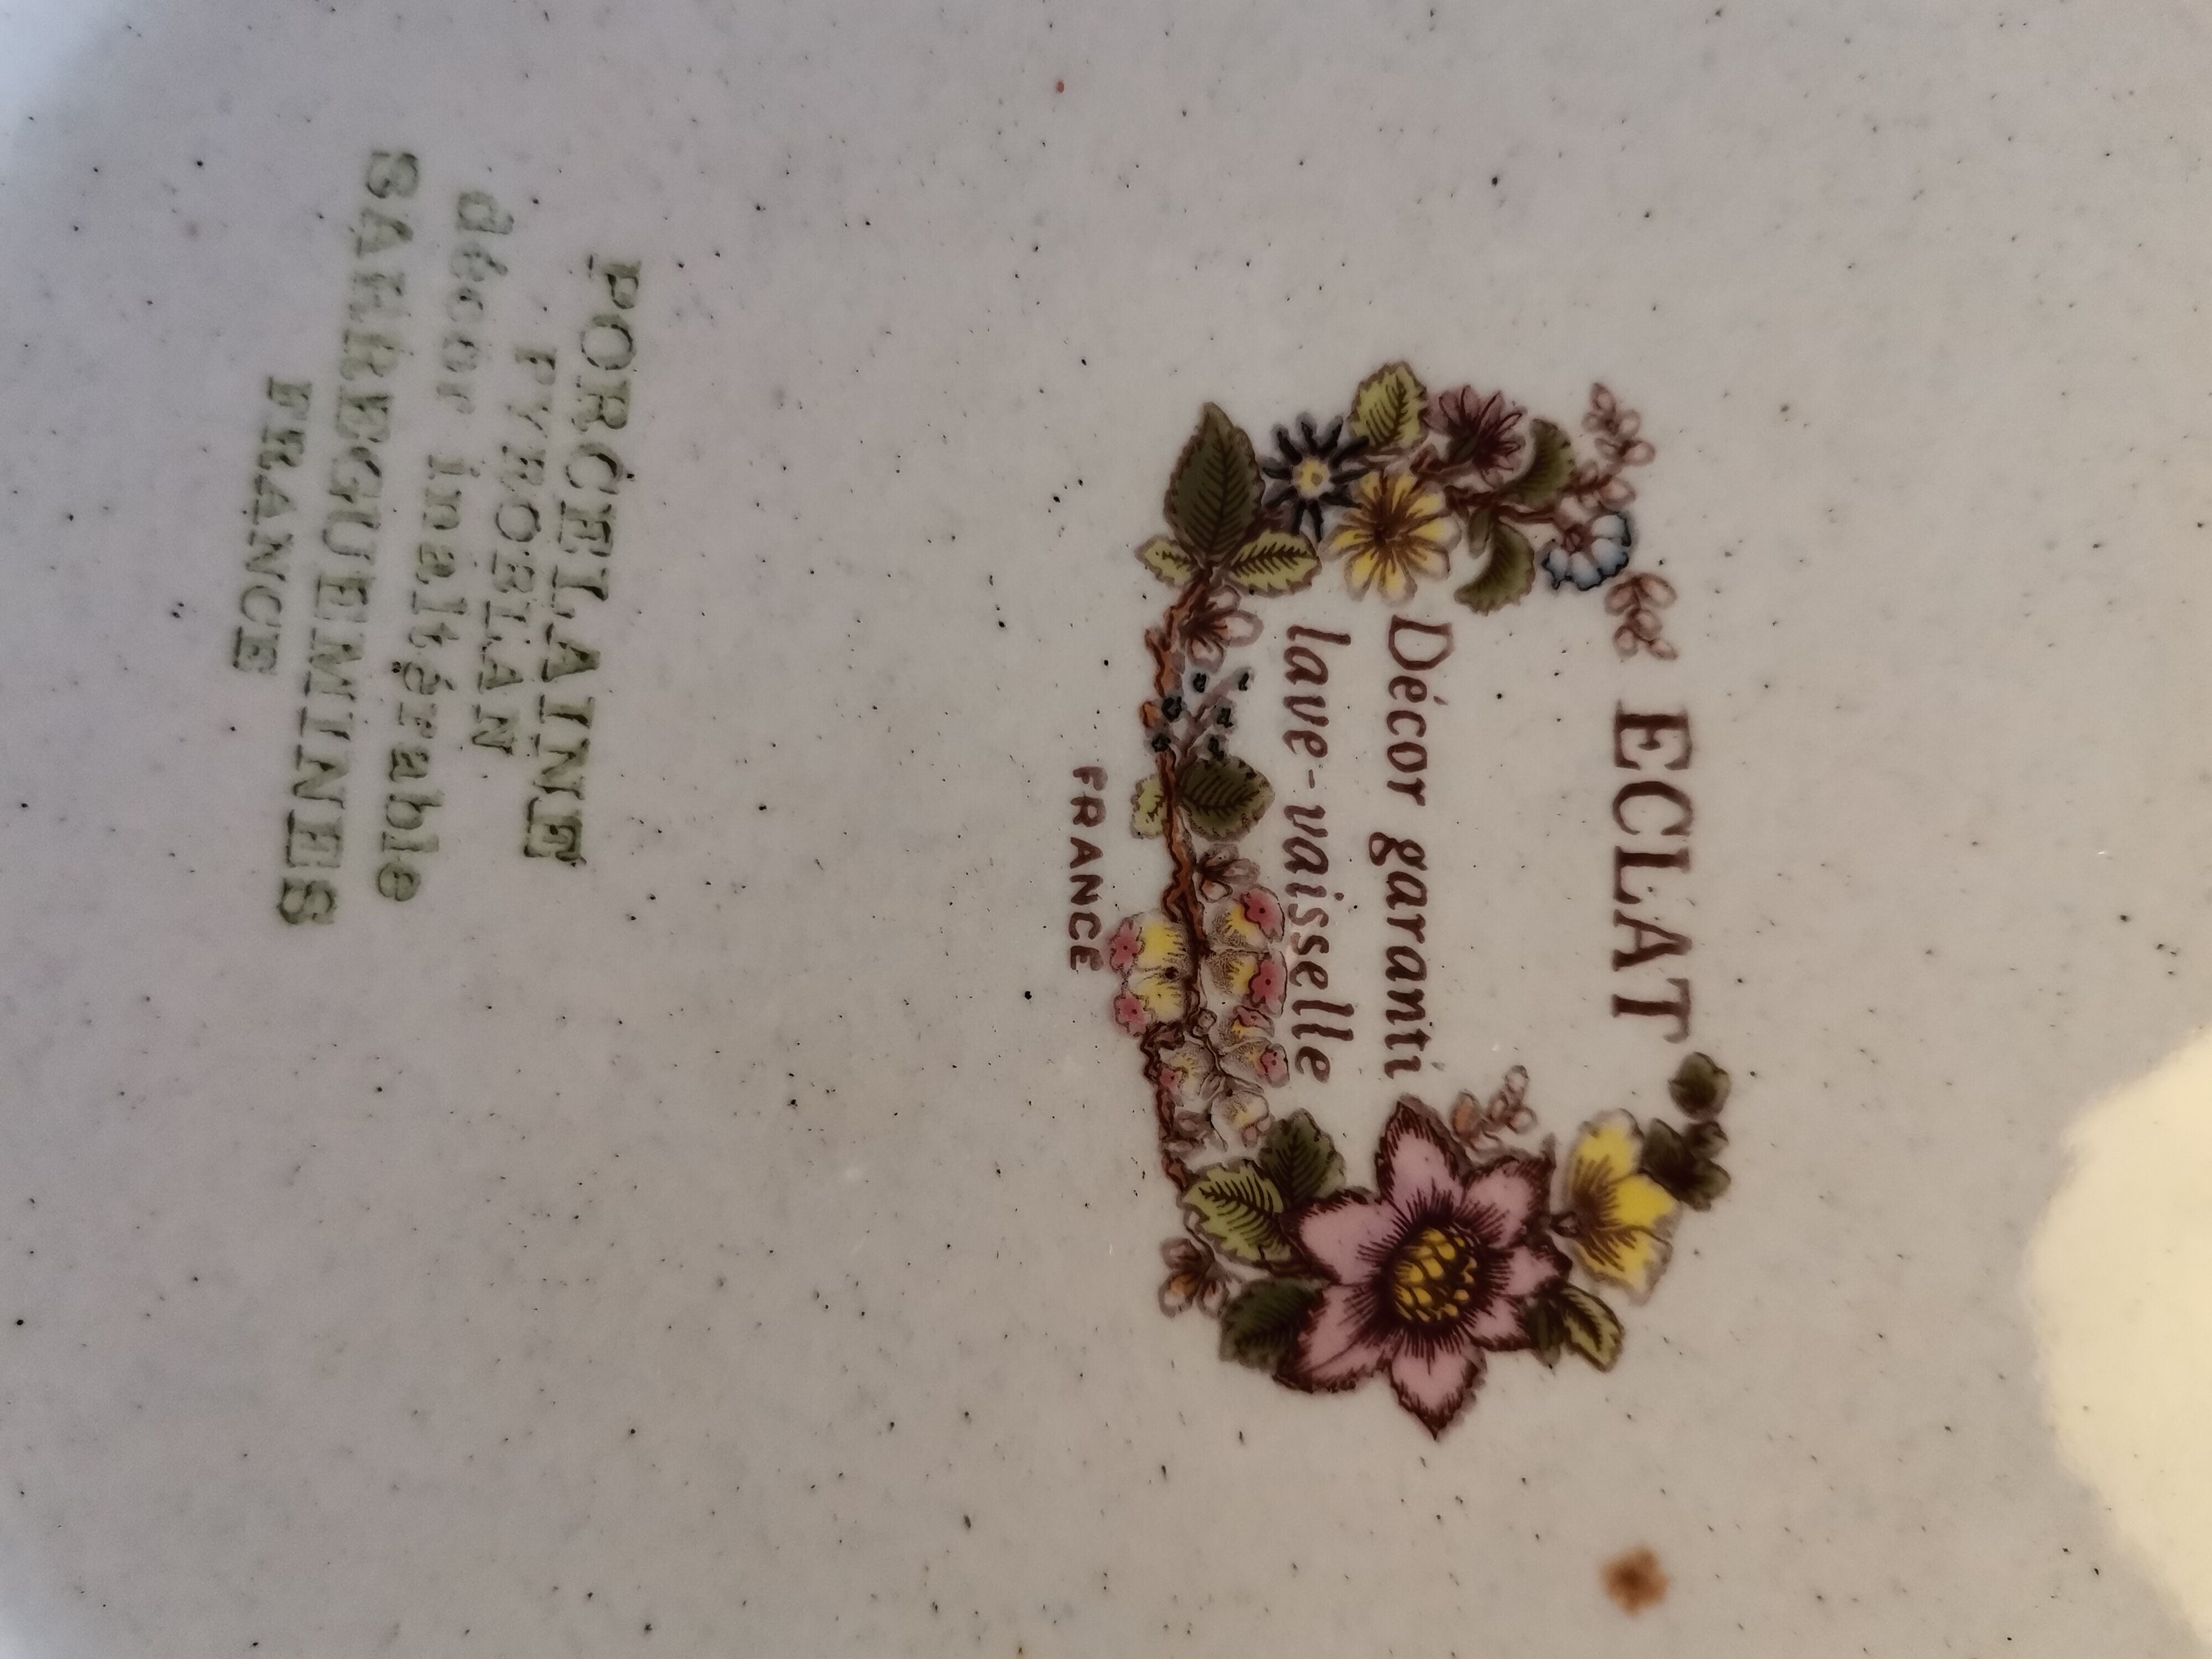 ECLAT
Décor garanti
lave-vaisselle
FRANCE
PORCELAINE
PYROBLAN
décor inaltérable
SARREGUEMINES
FRANCE